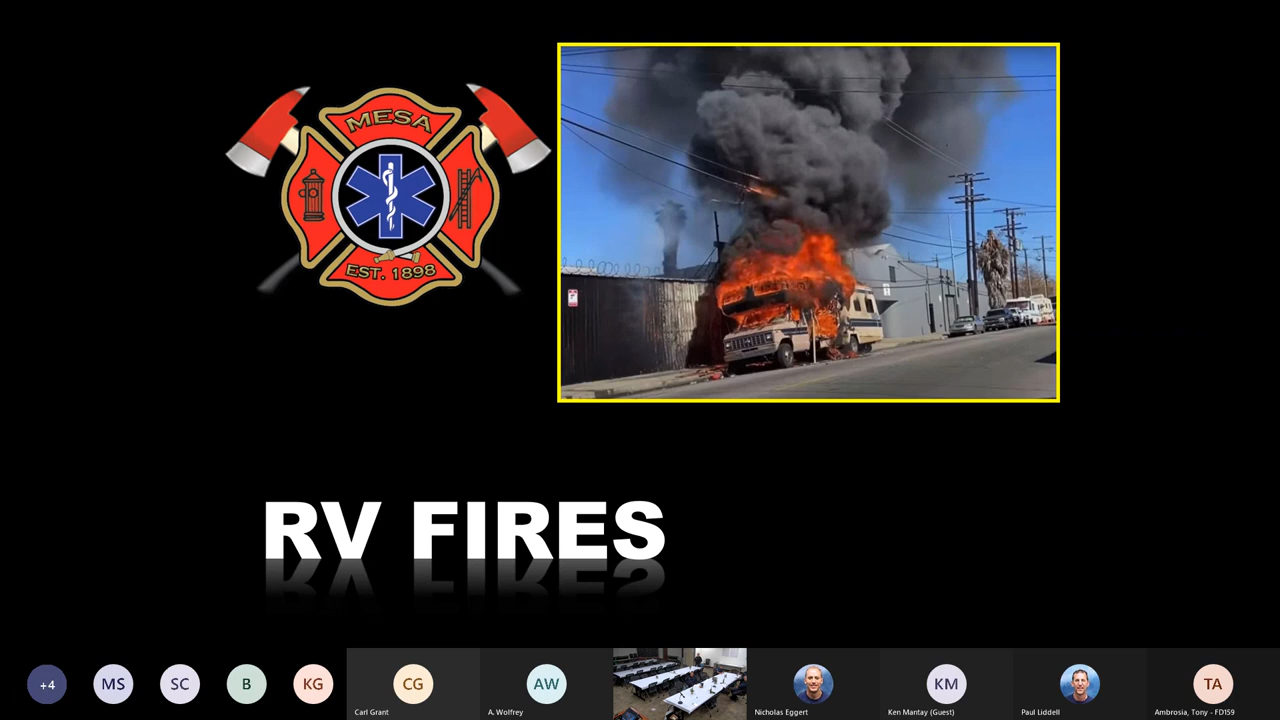 MESA
EST. 1898
RV FIRES
+4
MS
SC
B
KG
CG
Carl Grant
AW
A. Wolfrey
Nicholas Eggert
KM
Ken Mantay (Guest)
Paul Liddell
TA
Ambrosia, Tony - FD1S9